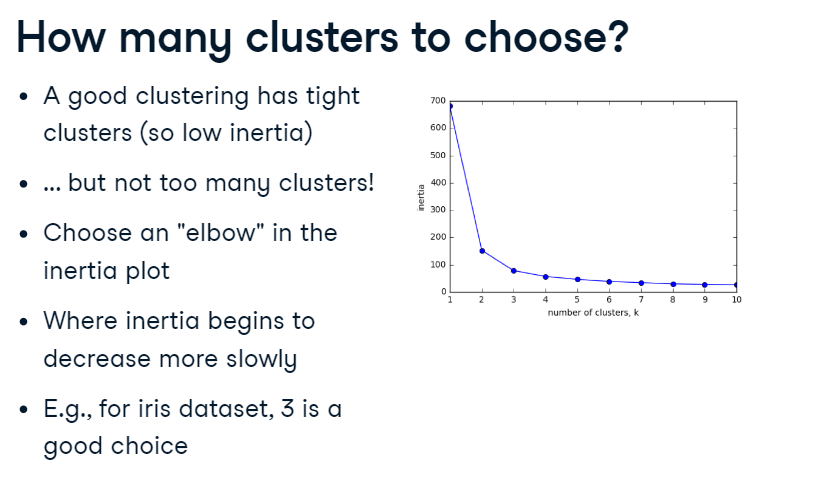 How many clusters to choose?
• A good clustering has tight
clusters (so low inertia)
• ... but not too many clusters!
• Choose an "elbow" in the
inertia plot
• Where inertia begins to
decrease more slowly
• E.g., for iris dataset, 3 is a
good choice
700
600
500
400
300
200
100
0
inertia
1 2 3 4 5 6 7 8 9 10
number of clusters, k